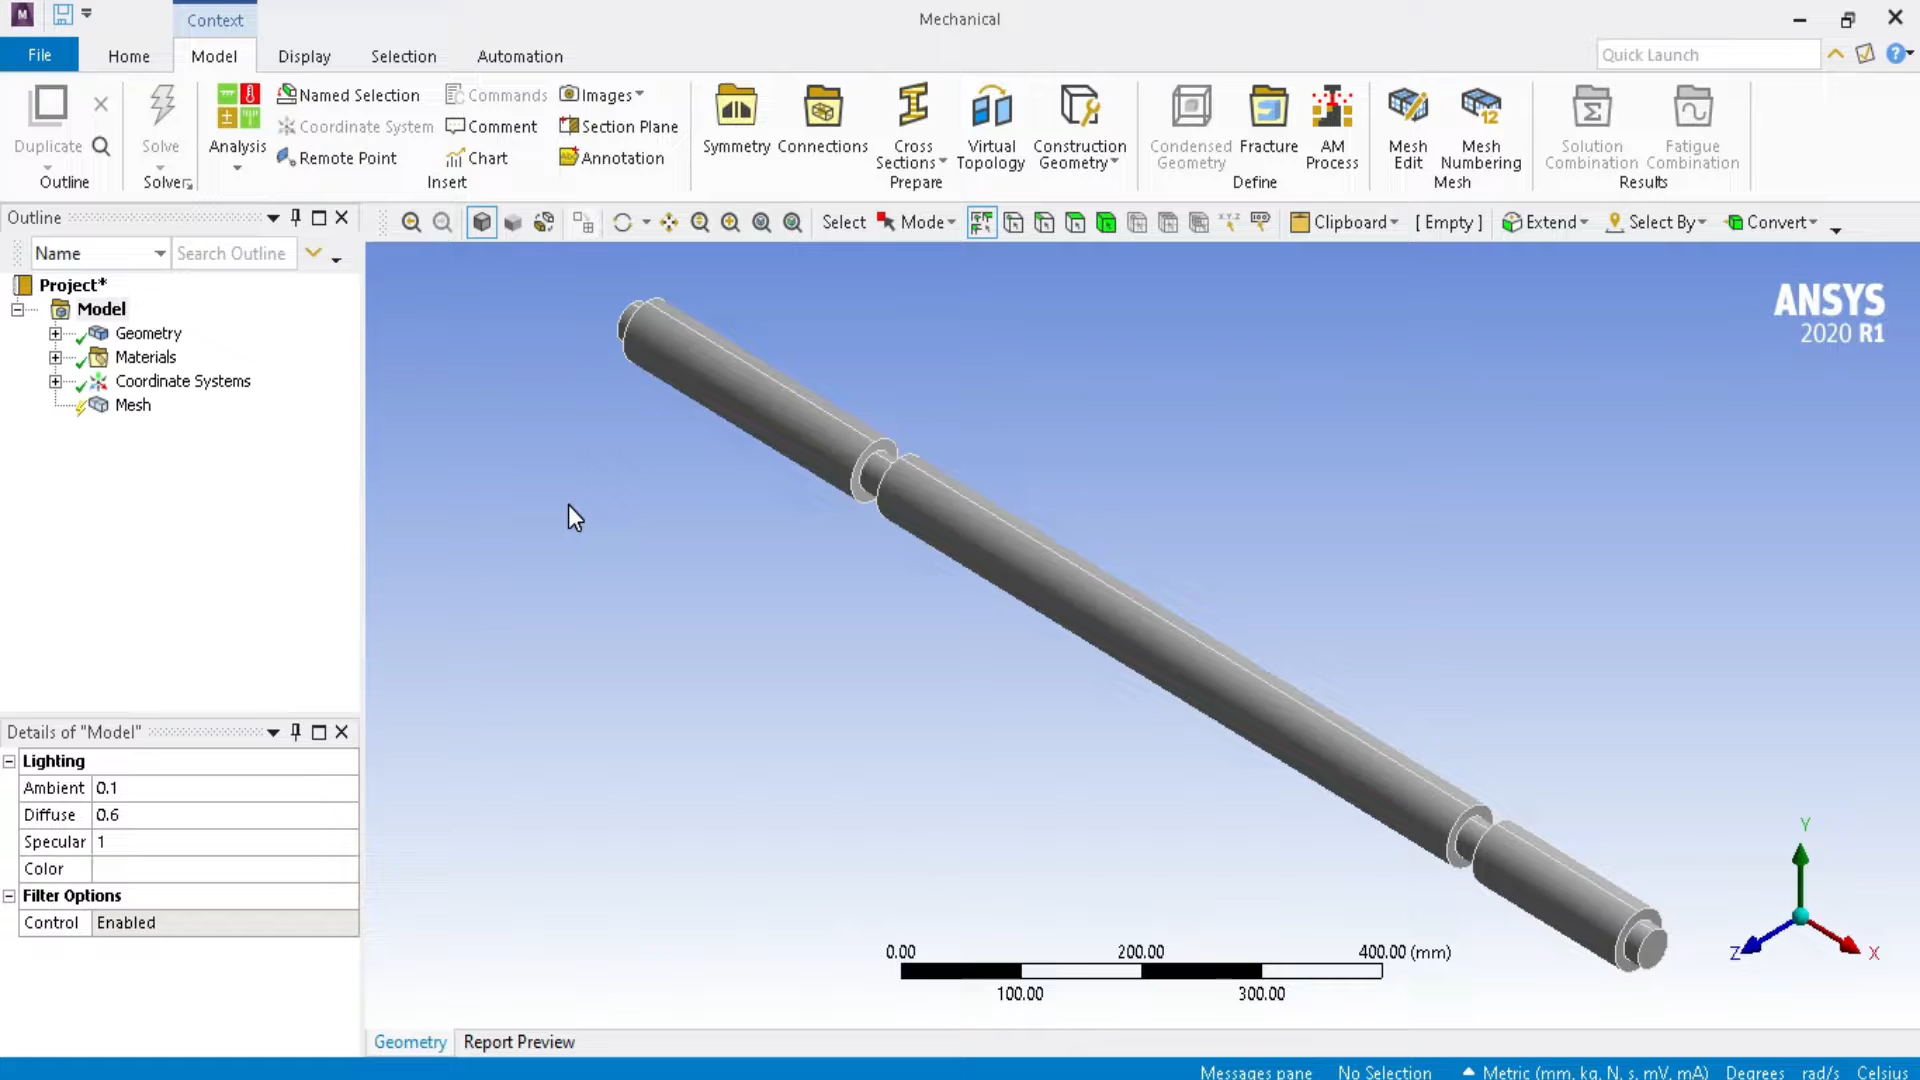 M
Context
Mechanical
File
Home
Model
Display
Selection
Automation
Quick Launch
Duplicate
Outline
Solve
Solver
Analysis
Named Selection
Coordinate System
Remote Point
Commands
Comment
Chart
Images
Section Plane
Annotation
Insert
Symmetry
Connections
Cross Sections
Virtual Topology
Construction Geometry
Prepare
Condensed Geometry
Fracture
AM Process
Define
Mesh Edit
Mesh Numbering
Mesh
Solution Combination
Fatigue Combination
Results
Outline
Name
Search Outline
Project*
Model
Geometry
Materials
Coordinate Systems
Mesh
Select
Mode
Clipboard
[ Empty ]
Extend
Select By
Convert
ANSYS
2020 R1
Details of "Model"
Lighting
Ambient 0.1
Diffuse 0.6
Specular 1
Color
Filter Options
Control Enabled
0.00 200.00 400.00 (mm)
100.00 300.00
Y
Z
X
Geometry
Report Preview
Messages pane
No Selection
Metric (mm, kg, N, s, mV, mA)
Degrees
rad/s
Celsius